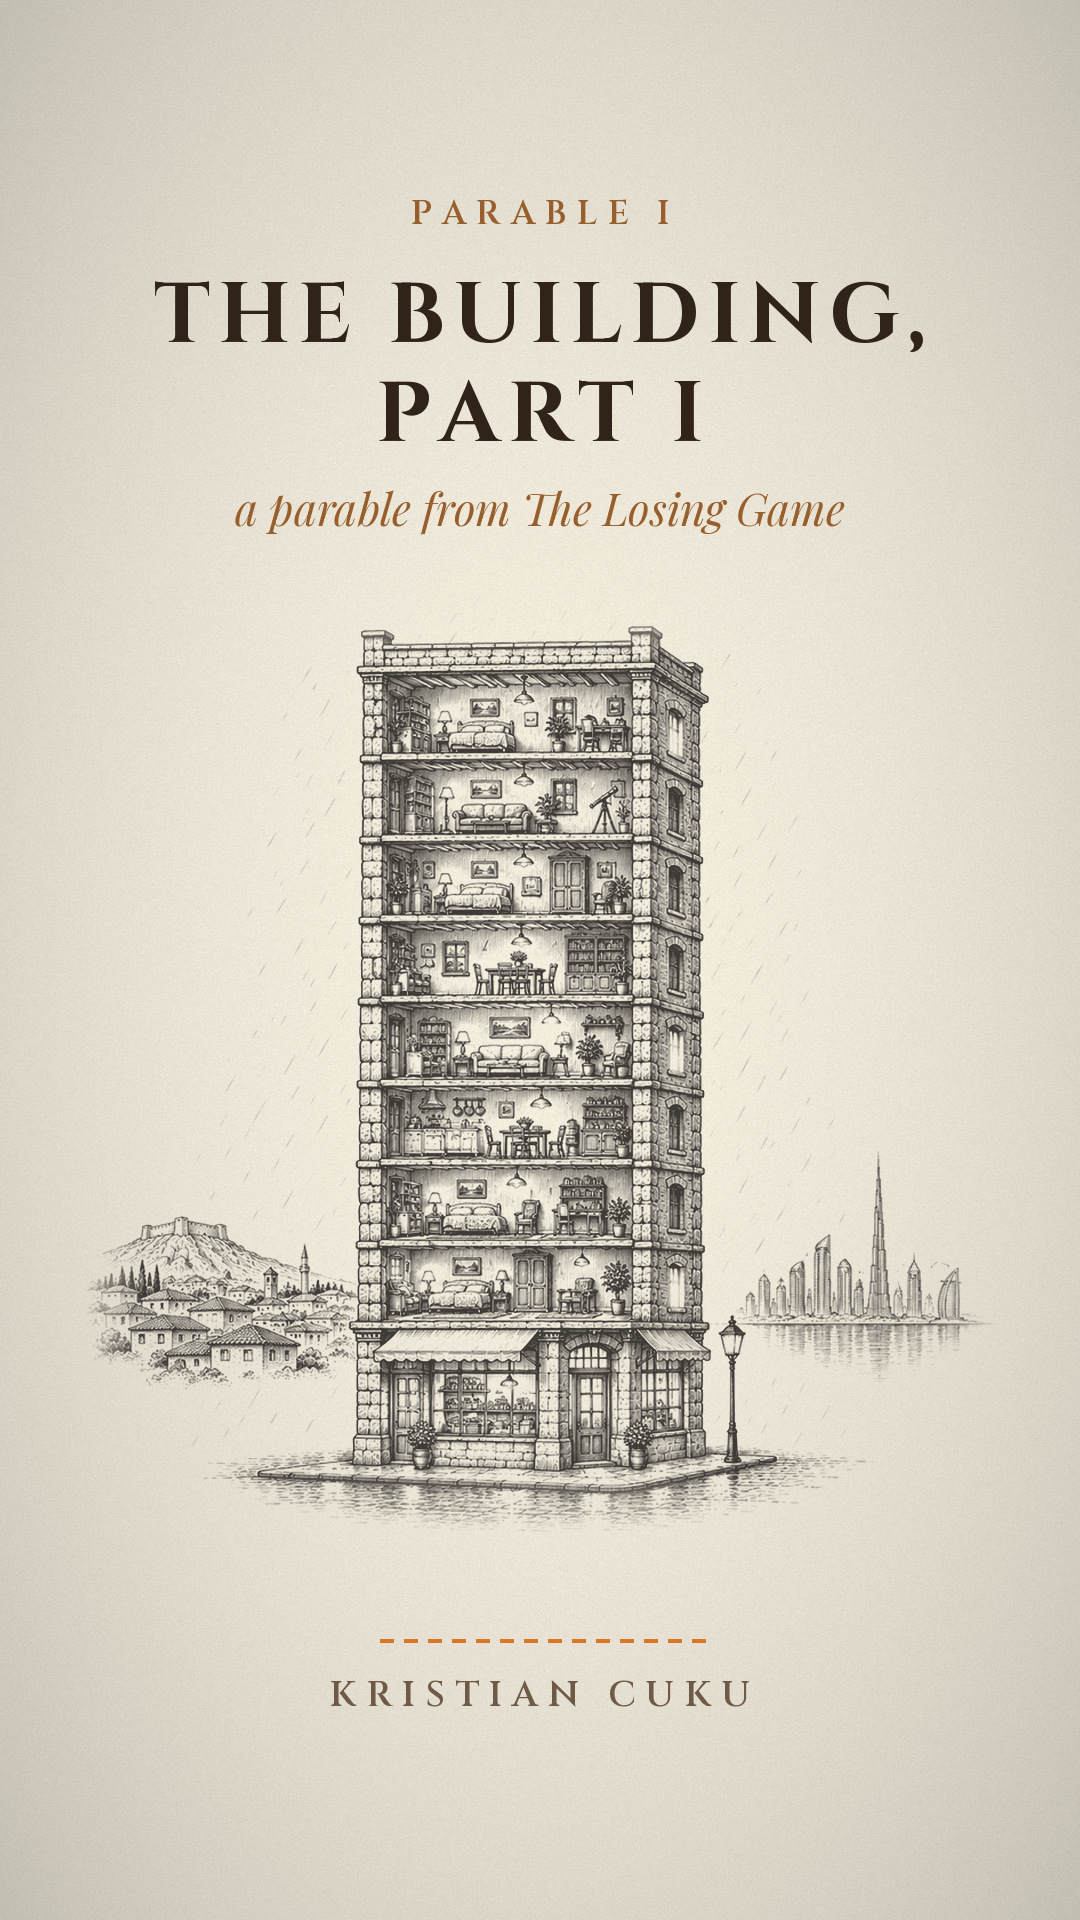 PARABLE I
THE BUILDING,
PART I
a parable from The Losing Game
KRISTIAN CUKU